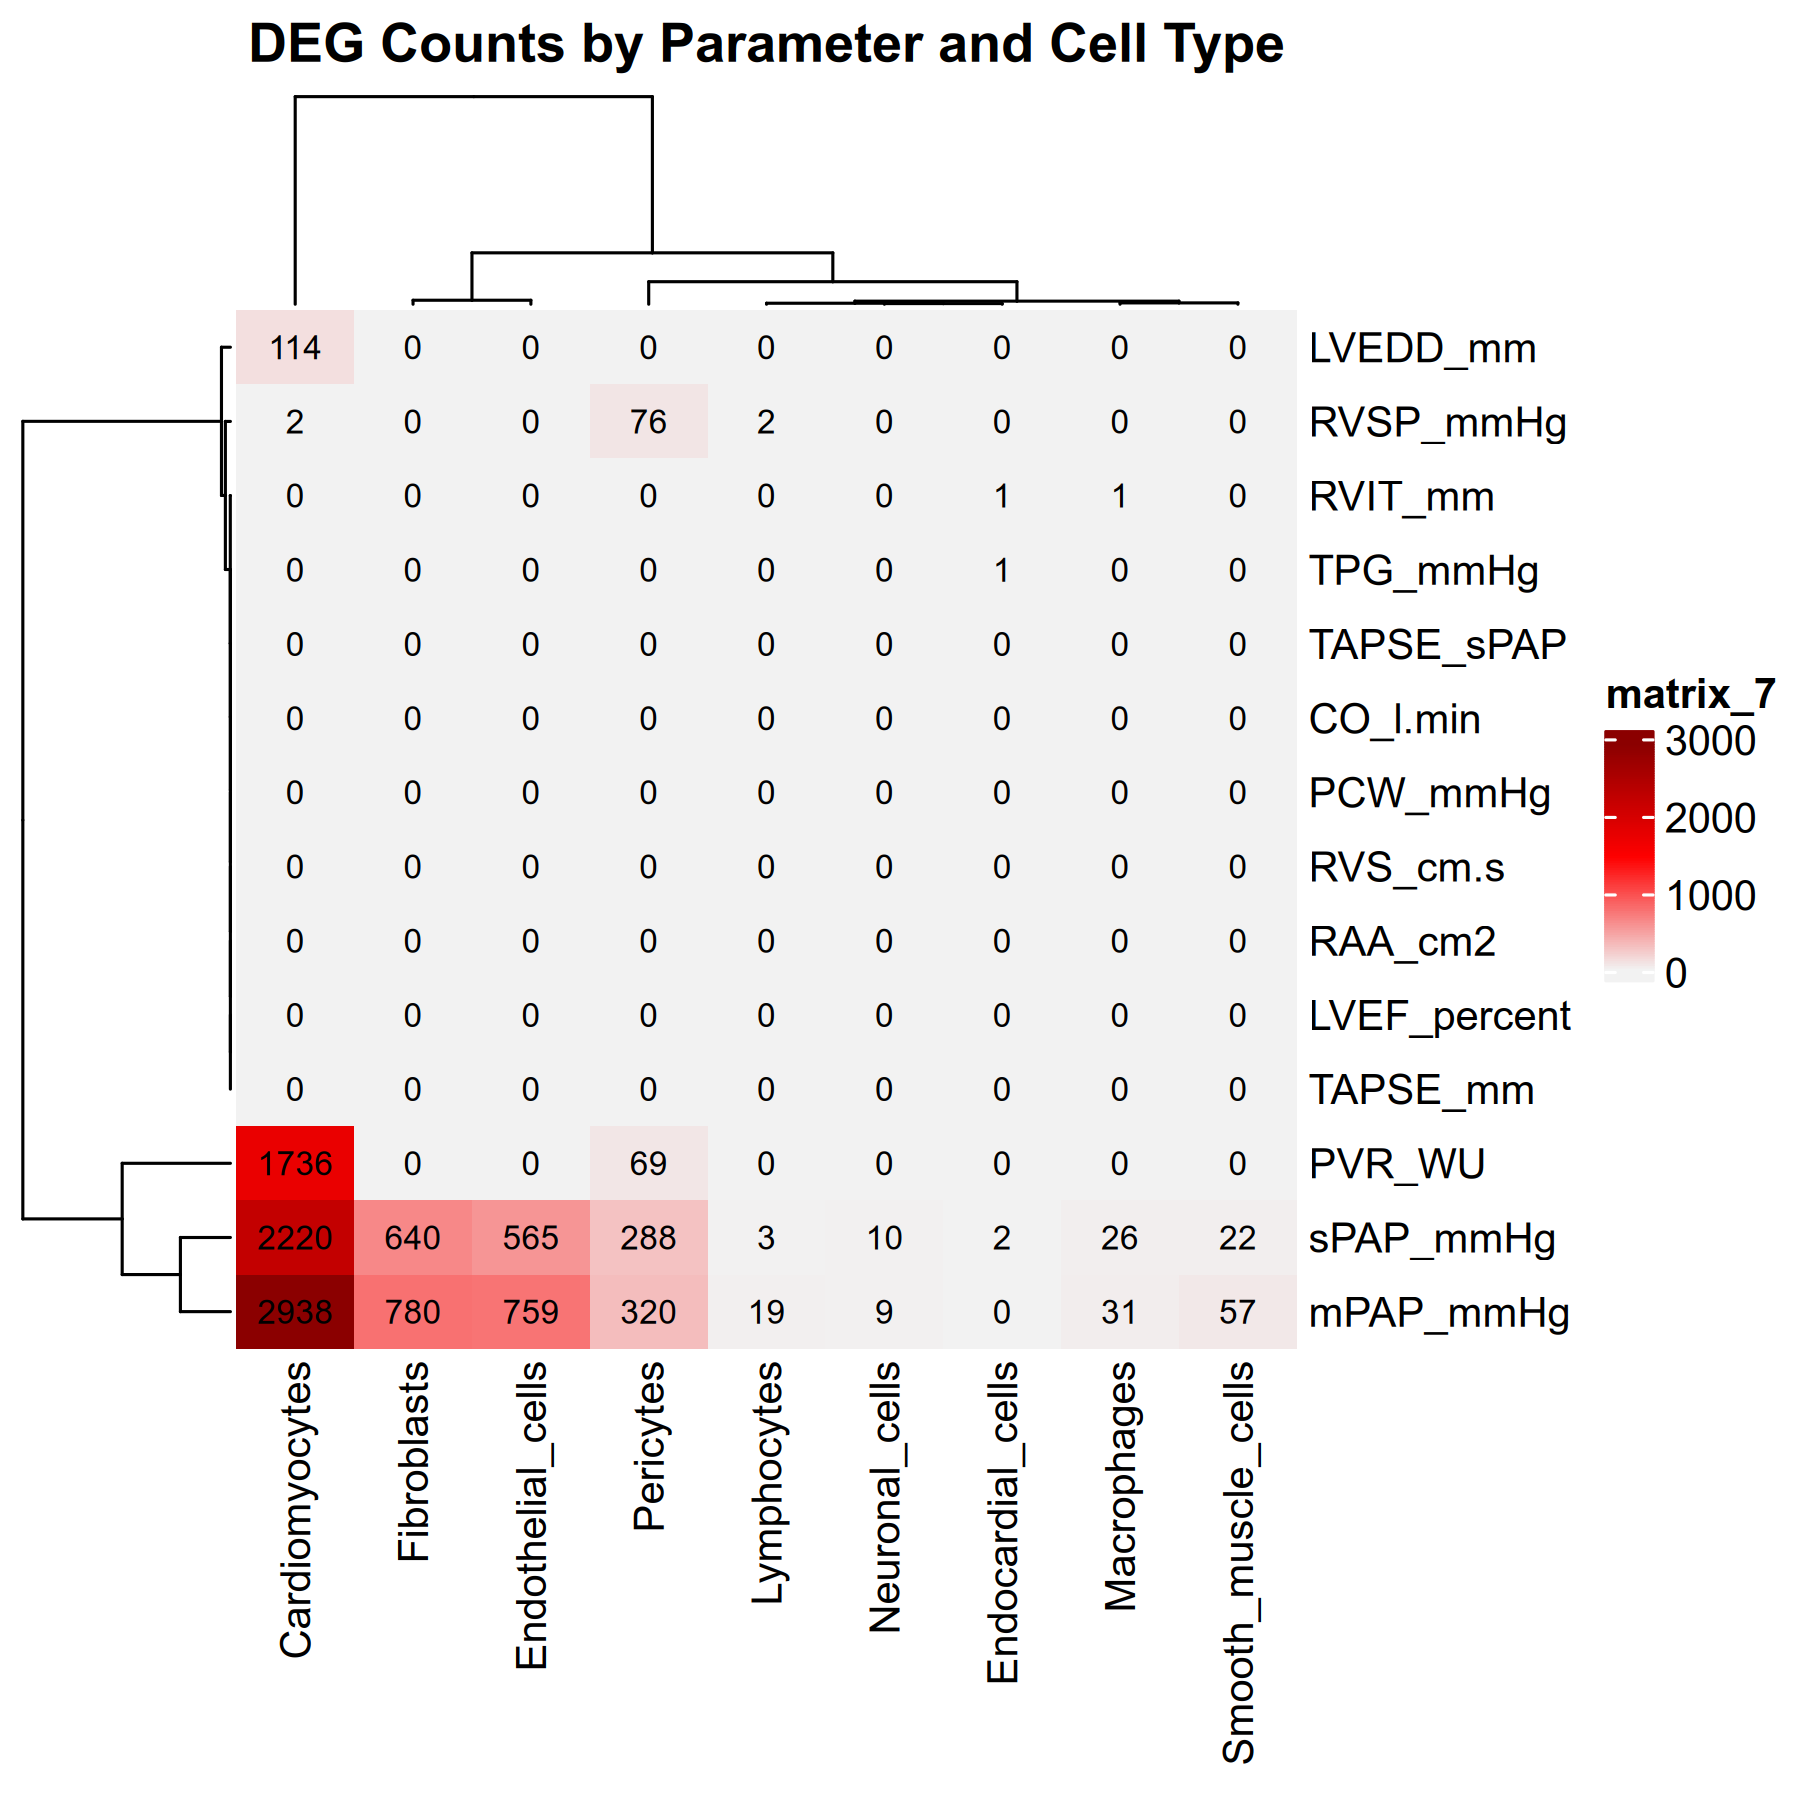 DEG Counts by Parameter and Cell Type
114 0 0 0 0 0 0 0 0 LVEDD_mm
2 0 0 76 2 0 0 0 0 RVSP_mmHg
0 0 0 0 0 0 1 1 0 RVIT_mm
0 0 0 0 0 0 1 0 0 TPG_mmHg
0 0 0 0 0 0 0 0 0 TAPSE_sPAP
0 0 0 0 0 0 0 0 0 CO_l.min
0 0 0 0 0 0 0 0 0 PCW_mmHg
0 0 0 0 0 0 0 0 0 RVS_cm.s
0 0 0 0 0 0 0 0 0 RAA_cm2
0 0 0 0 0 0 0 0 0 LVEF_percent
0 0 0 0 0 0 0 0 0 TAPSE_mm
1736 0 0 69 0 0 0 0 0 PVR_WU
2220 640 565 288 3 10 2 26 22 sPAP_mmHg
2938 780 759 320 19 9 0 31 57 mPAP_mmHg
Cardiomyocytes
Fibroblasts
Endothelial_cells
Pericytes
Lymphocytes
Neuronal_cells
Endocardial_cells
Macrophages
Smooth_muscle_cells
matrix_7
3000
2000
1000
0